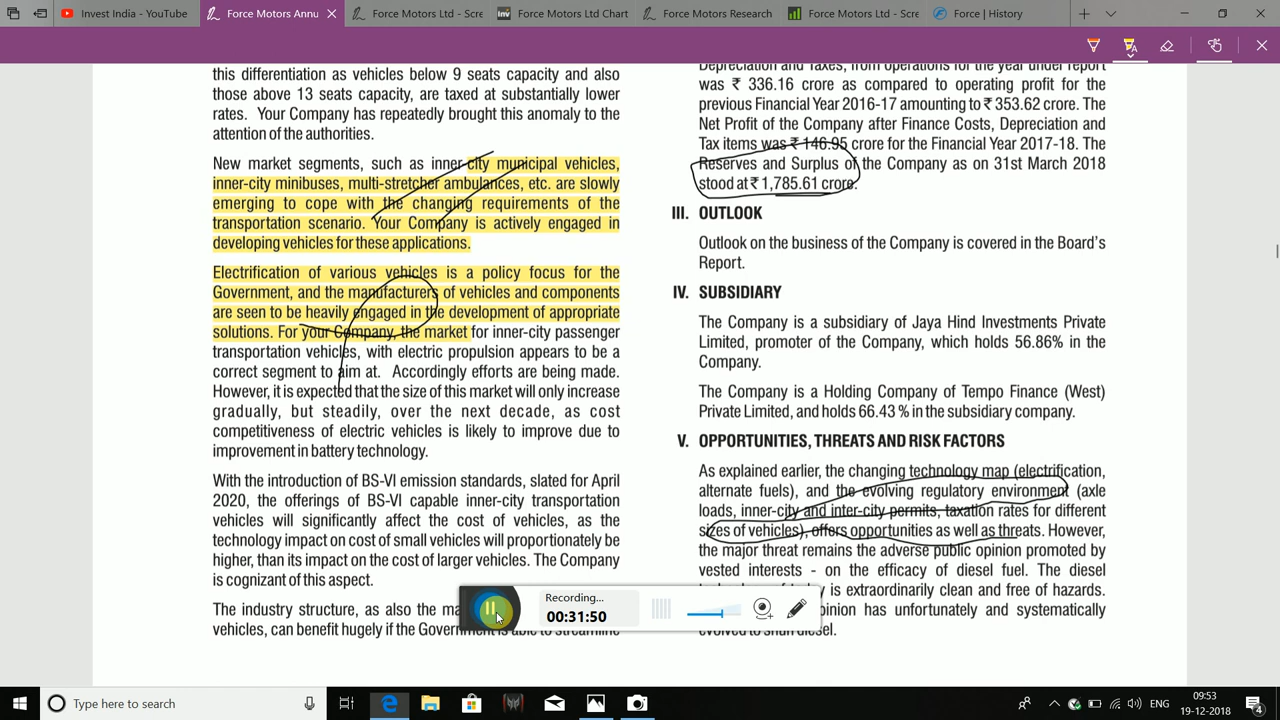 Invest India - YouTube
Force Motors Annu
Force Motors Ltd - Scre
Force Motors Ltd Chart
Force Motors Research
Force Motors Ltd - Scre
Force | History
this differentiation as vehicles below 9 seats capacity and also
those above 13 seats capacity, are taxed at substantially lower
rates. Your Company has repeatedly brought this anomaly to the
attention of the authorities.
New market segments, such as inner-city municipal vehicles,
inner-city minibuses, multi-stretcher ambulances, etc. are slowly
emerging to cope with the changing requirements of the
transportation scenario. Your Company is actively engaged in
developing vehicles for these applications.
Electrification of various vehicles is a policy focus for the
Government, and the manufacturers of vehicles and components
are seen to be heavily engaged in the development of appropriate
solutions. For your Company, the market for inner-city passenger
transportation vehicles, with electric propulsion appears to be a
correct segment to aim at. Accordingly efforts are being made.
However, it is expected that the size of this market will only increase
gradually, but steadily, over the next decade, as cost
competitiveness of electric vehicles is likely to improve due to
improvement in battery technology.
With the introduction of BS-VI emission standards, slated for April
2020, the offerings of BS-VI capable inner-city transportation
vehicles will significantly affect the cost of vehicles, as the
technology impact on cost of small vehicles will proportionately be
higher, than its impact on the cost of larger vehicles. The Company
is cognizant of this aspect.
The industry structure, as also the ma
vehicles, can benefit hugely if the Government is able to streamline
Depreciation and Taxes, from operations for the year under report
was ₹ 336.16 crore as compared to operating profit for the
previous Financial Year 2016-17 amounting to ₹ 353.62 crore. The
Net Profit of the Company after Finance Costs, Depreciation and
Tax items was ₹ 146.95 crore for the Financial Year 2017-18. The
Reserves and Surplus of the Company as on 31st March 2018
stood at ₹ 1,785.61 crore.
III. OUTLOOK
Outlook on the business of the Company is covered in the Board's
Report.
IV. SUBSIDIARY
The Company is a subsidiary of Jaya Hind Investments Private
Limited, promoter of the Company, which holds 56.86% in the
Company.
The Company is a Holding Company of Tempo Finance (West)
Private Limited, and holds 66.43 % in the subsidiary company.
V. OPPORTUNITIES, THREATS AND RISK FACTORS
As explained earlier, the changing technology map (electrification,
alternate fuels), and the evolving regulatory environment (axle
loads, inner-city and inter-city permits, taxation rates for different
sizes of vehicles), offers opportunities as well as threats. However,
the major threat remains the adverse public opinion promoted by
vested interests - on the efficacy of diesel fuel. The diesel
is extraordinarily clean and free of hazards.
pinion has unfortunately and systematically
evolved to shun diesel.
Recording...
00:31:50
Type here to search
ENG
09:53
19-12-2018
4